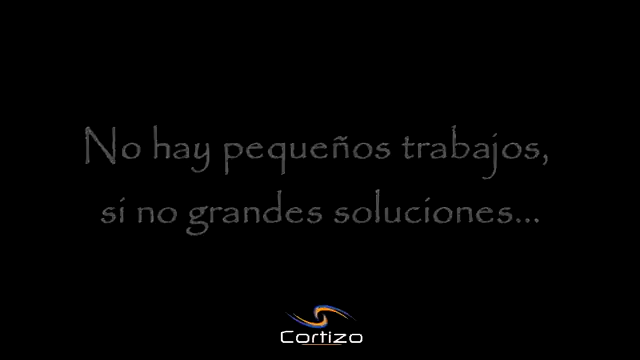 No hay pequeños trabajos,
si no grandes soluciones...
Cortizo